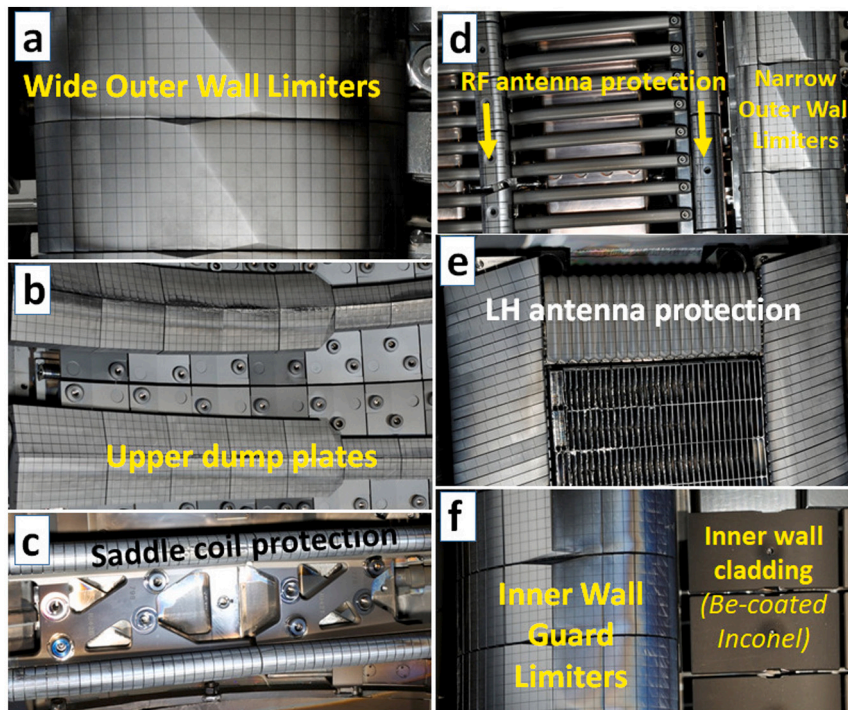 a
Wide Outer Wall Limiters
b
Upper dump plates
c
Saddle coil protection
d
RF antenna protection
Narrow
Outer Wall
Limiters
e
LH antenna protection
f
Inner Wall
Guard
Limiters
Inner wall
cladding
(Be-coated
Inconel)